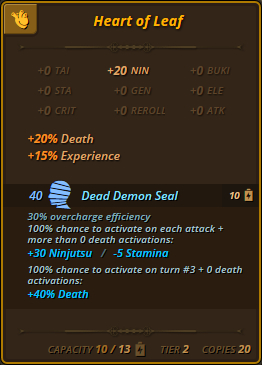 Heart of Leaf
+0 TAI +20 NIN +0 BUKI
+0 STA +0 GEN +0 ELE
+0 CRIT +0 REROLL +0 ATK
+20% Death
+15% Experience
40 Dead Demon Seal 10
30% overcharge efficiency
100% chance to activate on each attack +
more than 0 death activations:
+30 Ninjutsu / -5 Stamina
100% chance to activate on turn #3 + 0 death
activations:
+40% Death
CAPACITY 10 / 13 TIER 2 COPIES 20